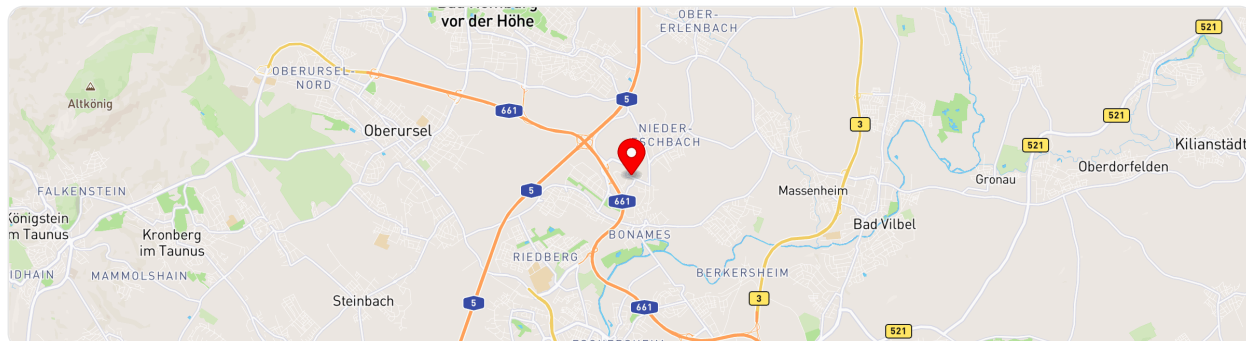 vor der Höhe
OBER-
ERLENBACH
521
OBERURSEL-
NORD
Altkönig
5
661
521
3
Oberursel
NIEDER-
521
Kilianstädt
Oberdorfelden
Gronau
Massenheim
FALKENSTEIN
5
661
Königstein
m Taunus
Kronberg
im Taunus
Bad Vilbel
BONAMES
RIEDBERG
IDHAIN
MAMMOLSHAIN
BERKERSHEIM
Steinbach
5
661
3
521